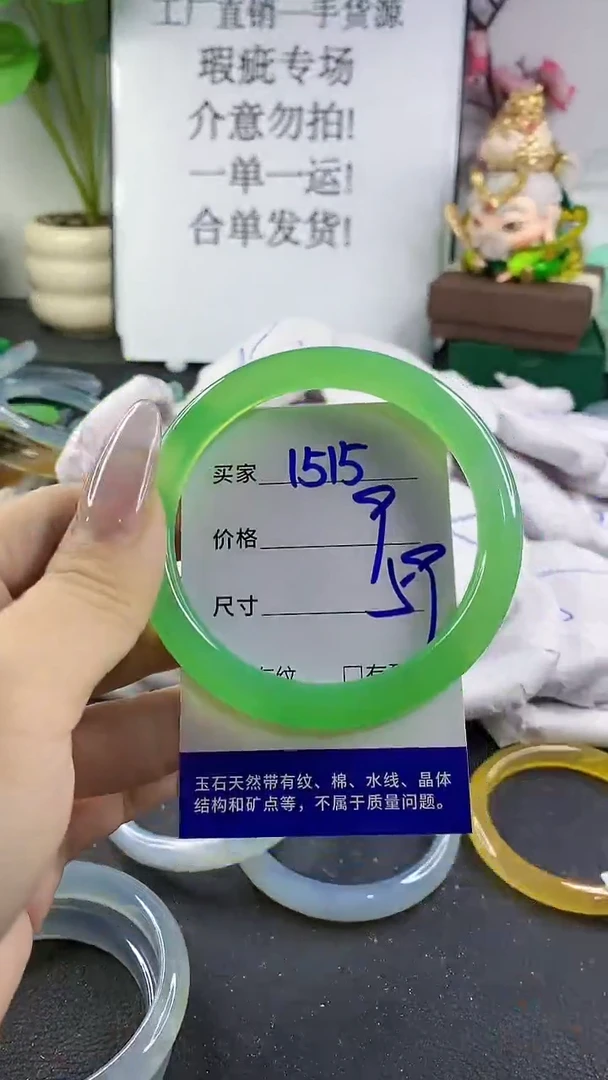 工厂直销一手货源
瑕疵专场
介意勿拍!
一单一运!
合单发货!
买家 1515
价格 9
尺寸 59
玉石天然带有纹、棉、水线、晶体
结构和矿点等，不属于质量问题。